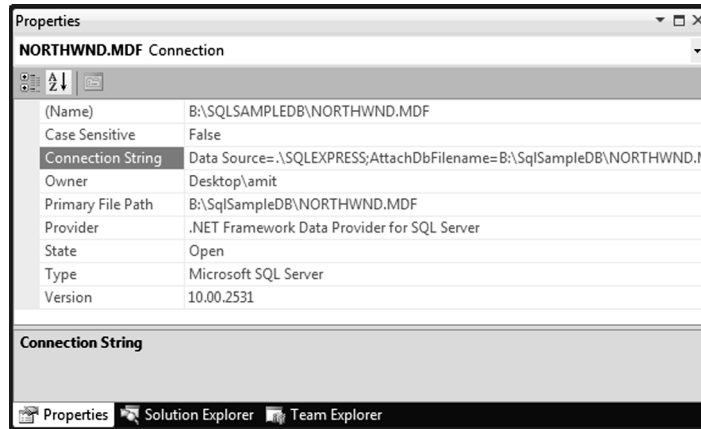 Properties
NORTHWND.MDF Connection
(Name) B:\SQLSAMPLEDB\NORTHWND.MDF
Case Sensitive False
Connection String Data Source=.\SQLEXPRESS;AttachDbFilename=B:\SqlSampleDB\NORTHWND.M
Owner Desktop\amit
Primary File Path B:\SqlSampleDB\NORTHWND.MDF
Provider .NET Framework Data Provider for SQL Server
State Open
Type Microsoft SQL Server
Version 10.00.2531
Connection String
Properties Solution Explorer Team Explorer